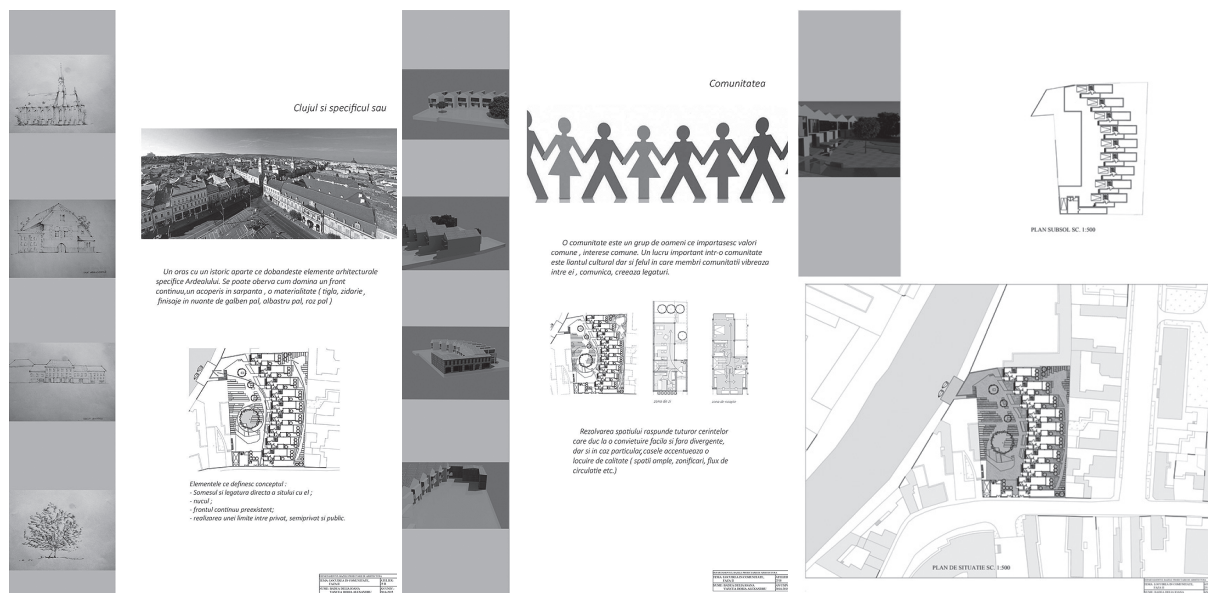 Clujul si specificul sau
Un oras cu un istoric aparte ce dobandeste elemente arhitecturale
specifice Ardealului. Se poate oberva cum domina un front
continuu,un acoperis in sarpanta , o materialitate ( tigla, zidarie ,
finisaje in nuante de galben pal, albastru pal, roz pal )
Elementele ce definesc conceptul :
- Somesul si legatura directa a sitului cu el ;
- nucul ;
- frontul continuu preexistent;
- realizarea unei limite intre privat, semiprivat si public.
Comunitatea
O comunitate este un grup de oameni ce impartasesc valori
comune , interese comune. Un lucru important intr-o comunitate
este liantul cultural dar si felul in care membri comunitatii vibreaza
intre ei , comunica, creeaza legaturi.
zona de zi
zona de noapte
Rezolvarea spatiului raspunde tuturor cerintelor
care duc la o convietuire facila si fara divergente,
dar si in caz particular,casele accentueaza o
locuire de calitate ( spatii ample, zonificari, flux de
circulatie etc.)
PLAN SUBSOL SC. 1:500
PLAN DE SITUATIE SC. 1:500